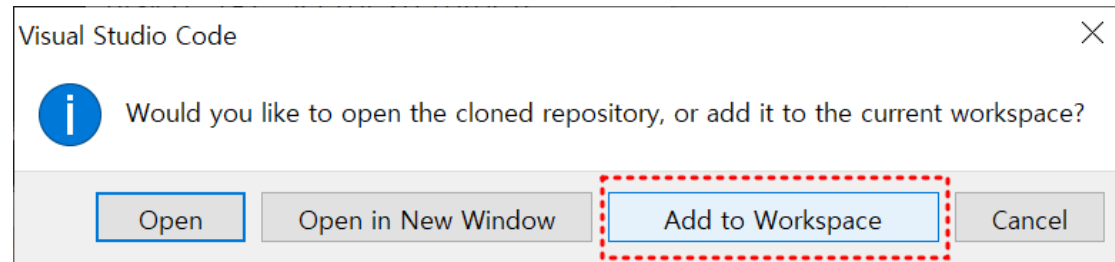 Visual Studio Code
Would you like to open the cloned repository, or add it to the current workspace?
Open
Open in New Window
Add to Workspace
Cancel